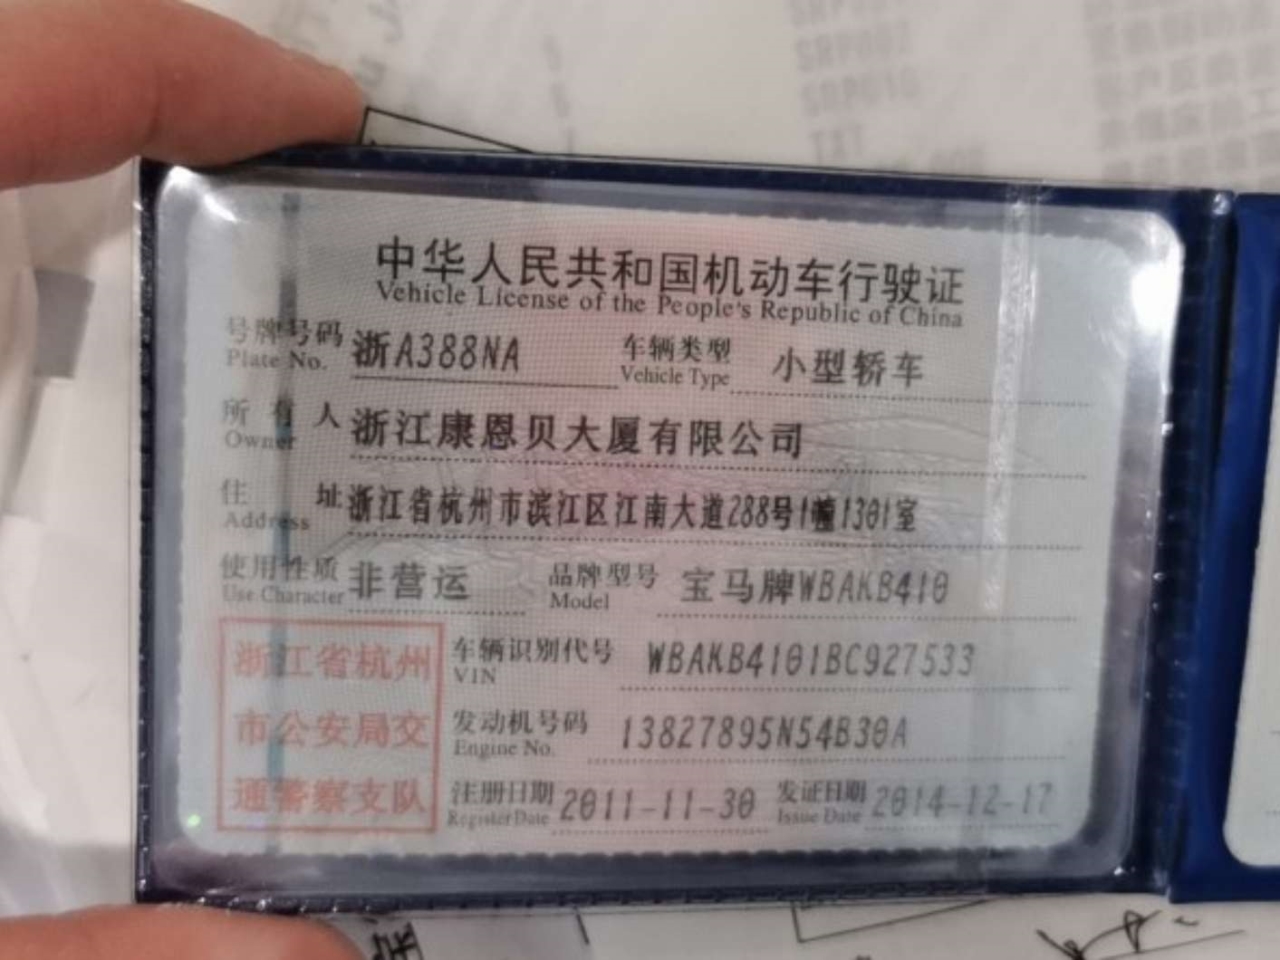 SRP002
SRP010
TXT
中华人民共和国机动车行驶证
Vehicle License of the People's Republic of China
号牌号码 浙A388NA 车辆类型 小型轿车
Plate No. Vehicle Type
所有人 浙江康恩贝大厦有限公司
Owner
住址 浙江省杭州市滨江区江南大道288号1幢1301室
Address
使用性质 非营运 品牌型号 宝马牌WBAKB410
Use Character Model
浙江省杭州 车辆识别代号 WBAKB4101BC927533
VIN
市公安局交 发动机号码 13827895N54B30A
Engine No.
通警察支队 注册日期 2011-11-30 发证日期 2014-12-17
Register Date Issue Date